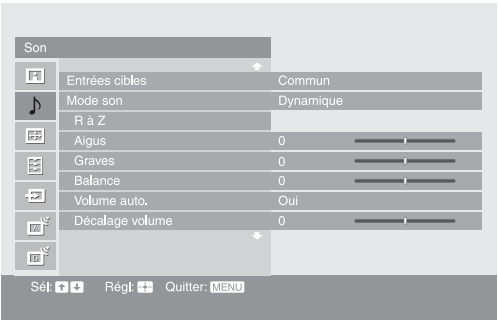 Son
Entrées cibles Commun
Mode son Dynamique
R à Z
Aigus 0
Graves 0
Balance 0
Volume auto. Oui
Décalage volume 0
Sél: Régl: Quitter: MENU